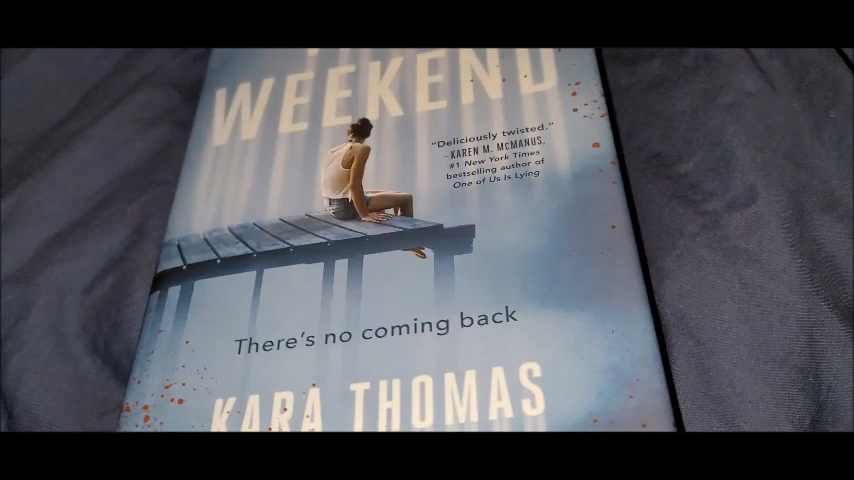 WEEKEND
"Deliciously twisted."
–KAREN M. McMANUS,
#1 New York Times
bestselling author of
One of Us Is Lying
There's no coming back
KARA THOMAS